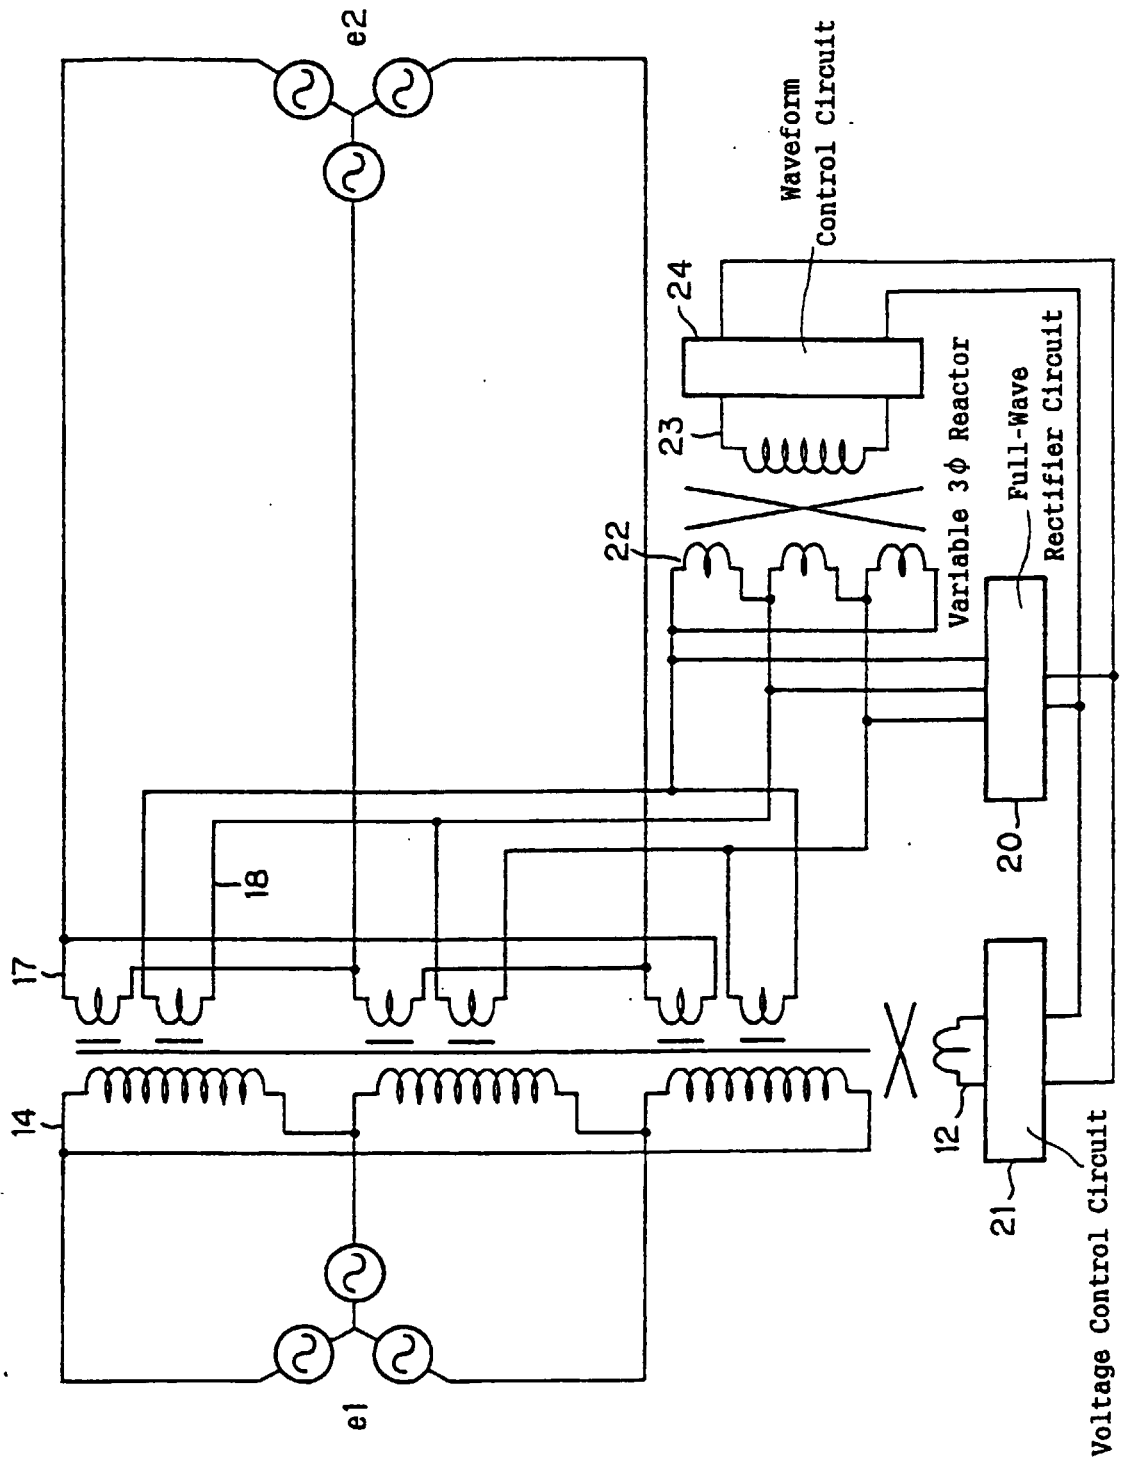 e1
e2
14
17
18
22
23
24
Waveform
Control Circuit
Variable 3φ Reactor
Full-Wave
Rectifier Circuit
20
12
21
Voltage Control Circuit